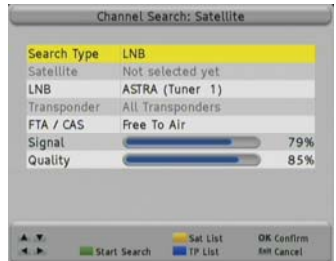 Channel Search: Satellite
Search Type LNB
Satellite Not selected yet
LNB ASTRA (Tuner 1)
Transponder All Transponders
FTA / CAS Free To Air
Signal 79%
Quality 85%
Sat List OK Confirm
Start Search TP List Exit Cancel